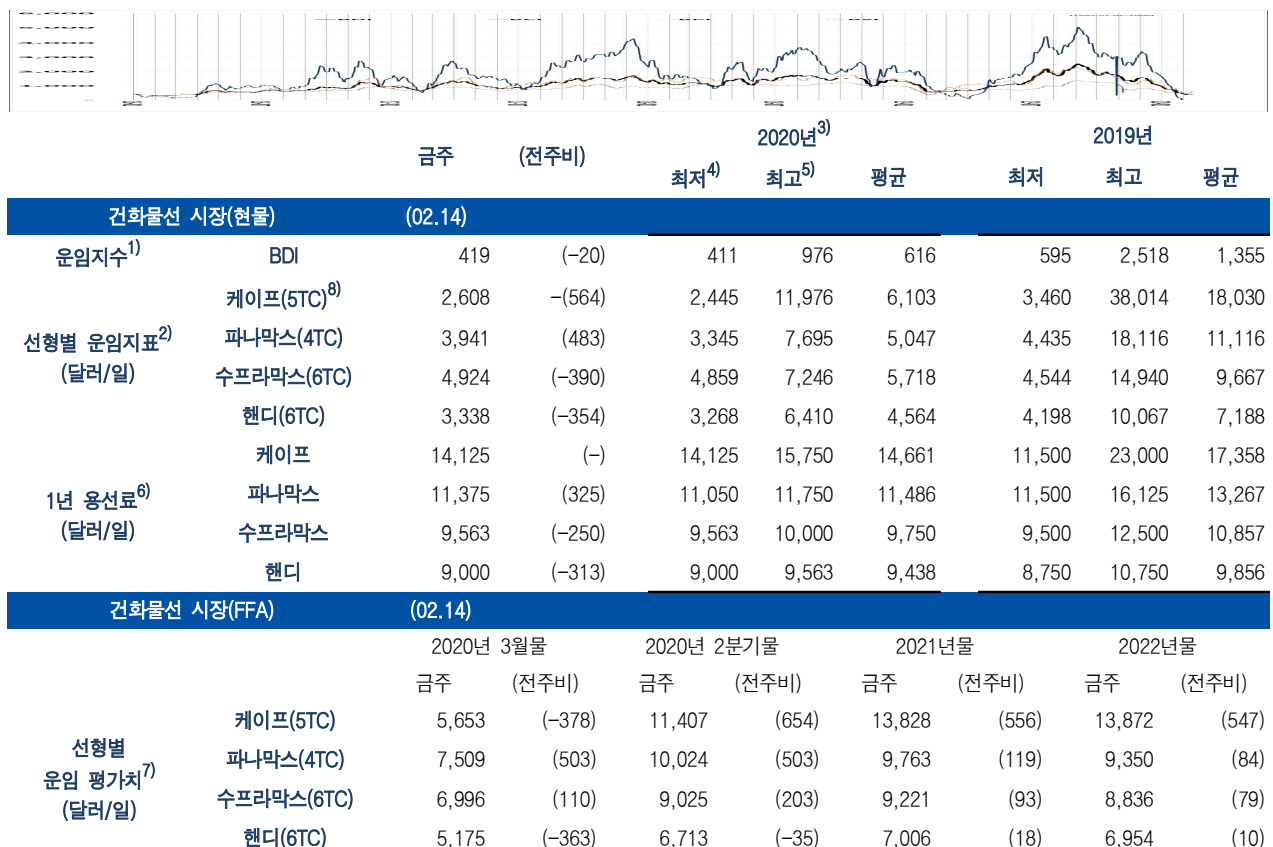 금주 (전주비) 2020년3) 2019년
최저4) 최고5) 평균 최저 최고 평균
건화물선 시장(현물) (02.14)
운임지수1) BDI 419 (-20) 411 976 616 595 2,518 1,355
선형별 운임지표2)
(달러/일)
케이프(5TC)8) 2,608 -(564) 2,445 11,976 6,103 3,460 38,014 18,030
파나막스(4TC) 3,941 (483) 3,345 7,695 5,047 4,435 18,116 11,116
수프라막스(6TC) 4,924 (-390) 4,859 7,246 5,718 4,544 14,940 9,667
핸디(6TC) 3,338 (-354) 3,268 6,410 4,564 4,198 10,067 7,188
1년 용선료6)
(달러/일)
케이프 14,125 (-) 14,125 15,750 14,661 11,500 23,000 17,358
파나막스 11,375 (325) 11,050 11,750 11,486 11,500 16,125 13,267
수프라막스 9,563 (-250) 9,563 10,000 9,750 9,500 12,500 10,857
핸디 9,000 (-313) 9,000 9,563 9,438 8,750 10,750 9,856
건화물선 시장(FFA) (02.14)
2020년 3월물 2020년 2분기물 2021년물 2022년물
금주 (전주비) 금주 (전주비) 금주 (전주비) 금주 (전주비)
선형별
운임 평가치7)
(달러/일)
케이프(5TC) 5,653 (-378) 11,407 (654) 13,828 (556) 13,872 (547)
파나막스(4TC) 7,509 (503) 10,024 (503) 9,763 (119) 9,350 (84)
수프라막스(6TC) 6,996 (110) 9,025 (203) 9,221 (93) 8,836 (79)
핸디(6TC) 5,175 (-363) 6,713 (-35) 7,006 (18) 6,954 (10)